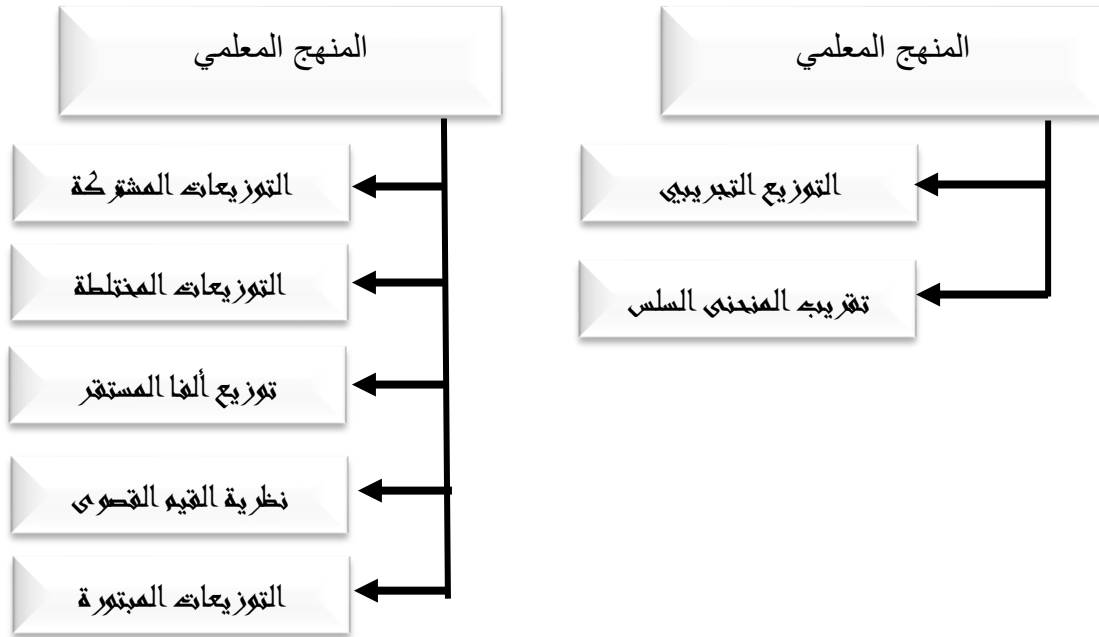 المنهج المعلمي
التوزيع التجريبي
تقريب المنحنى السلس
المنهج المعلمي
التوزيعات المشتركة
التوزيعات المختلطة
توزيع ألفا المستقر
نظرية القيم القصوى
التوزيعات المبتورة